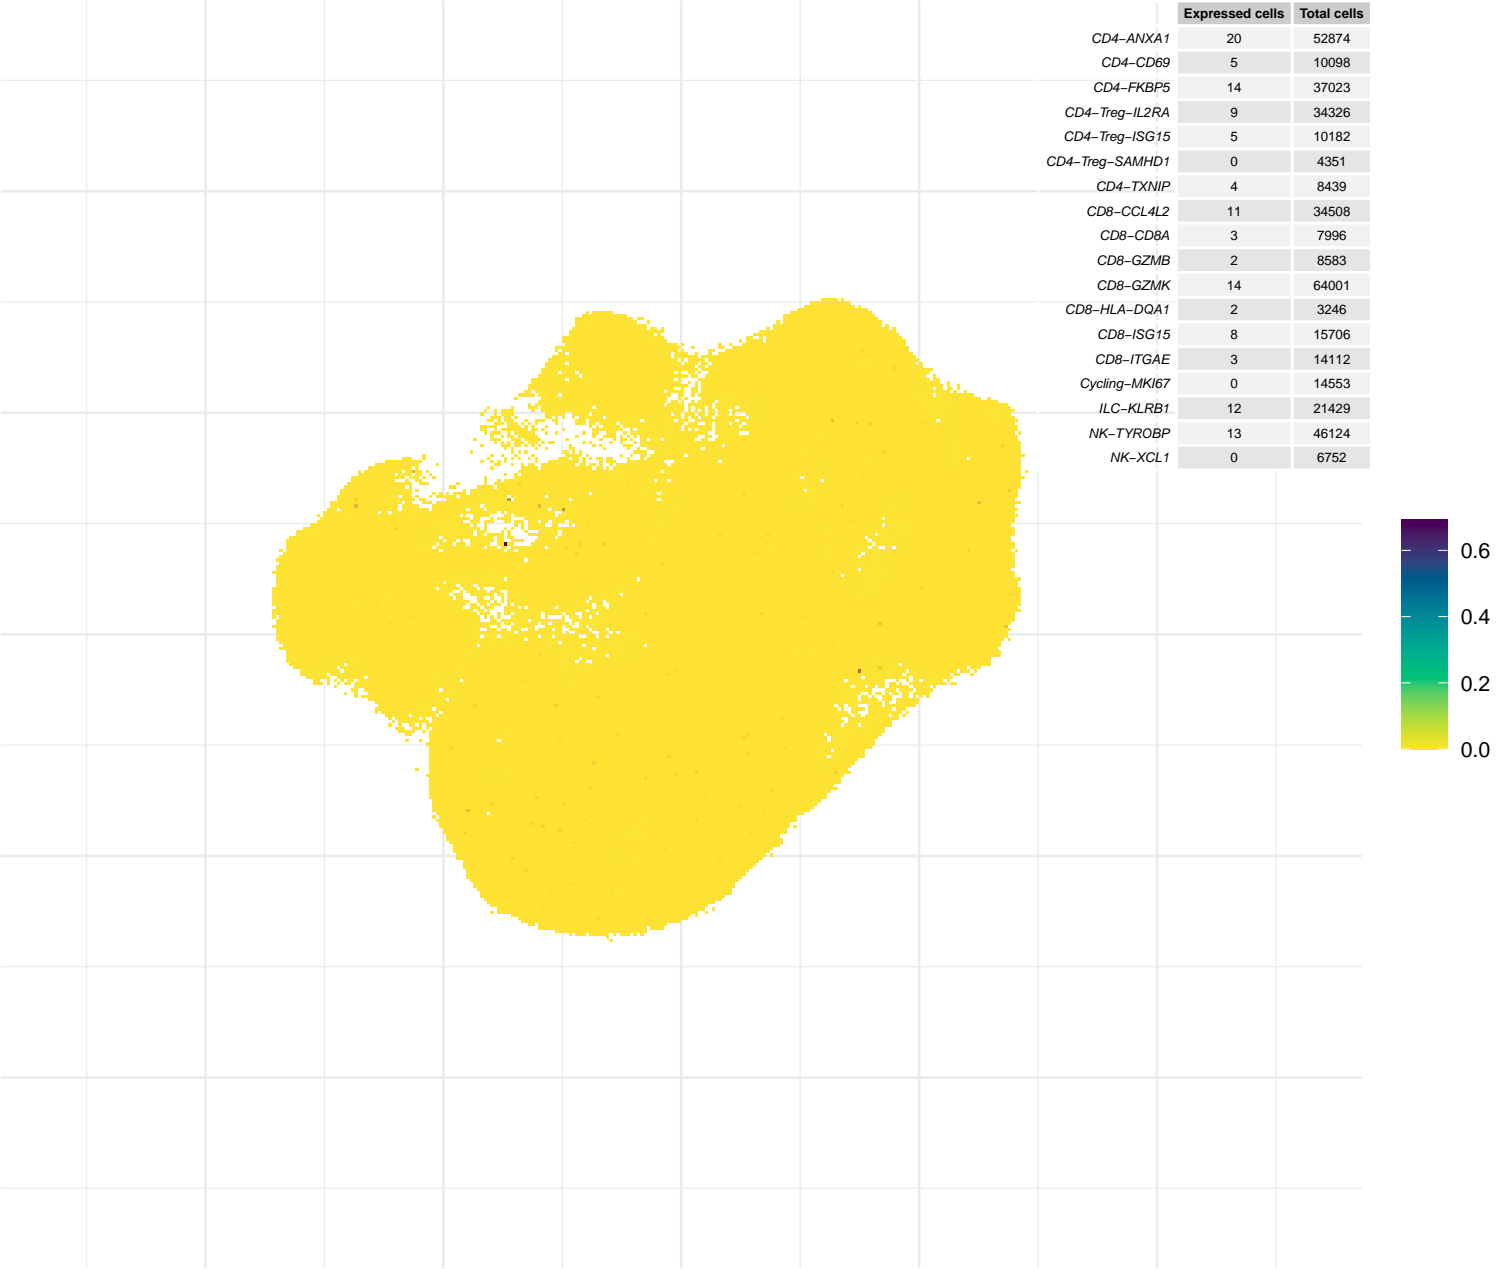 Expressed cells Total cells
CD4−ANXA1 20 52874
CD4−CD69 5 10098
CD4−FKBP5 14 37023
CD4−Treg−IL2RA 9 34326
CD4−Treg−ISG15 5 10182
CD4−Treg−SAMHD1 0 4351
CD4−TXNIP 4 8439
CD8−CCL4L2 11 34508
CD8−CD8A 3 7996
CD8−GZMB 2 8583
CD8−GZMK 14 64001
CD8−HLA−DQA1 2 3246
CD8−ISG15 8 15706
CD8−ITGAE 3 14112
Cycling−MKI67 0 14553
ILC−KLRB1 12 21429
NK−TYROBP 13 46124
NK−XCL1 0 6752
0.6
0.4
0.2
0.0